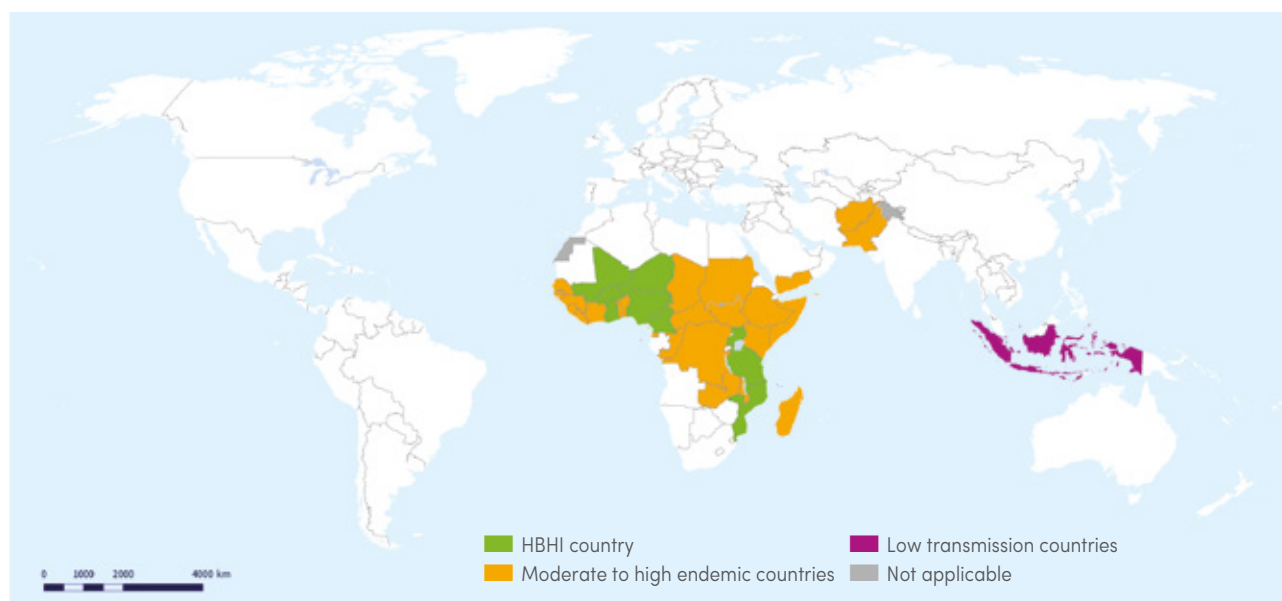 HBHI country
Moderate to high endemic countries
Low transmission countries
Not applicable
0 1000 2000 4000 km